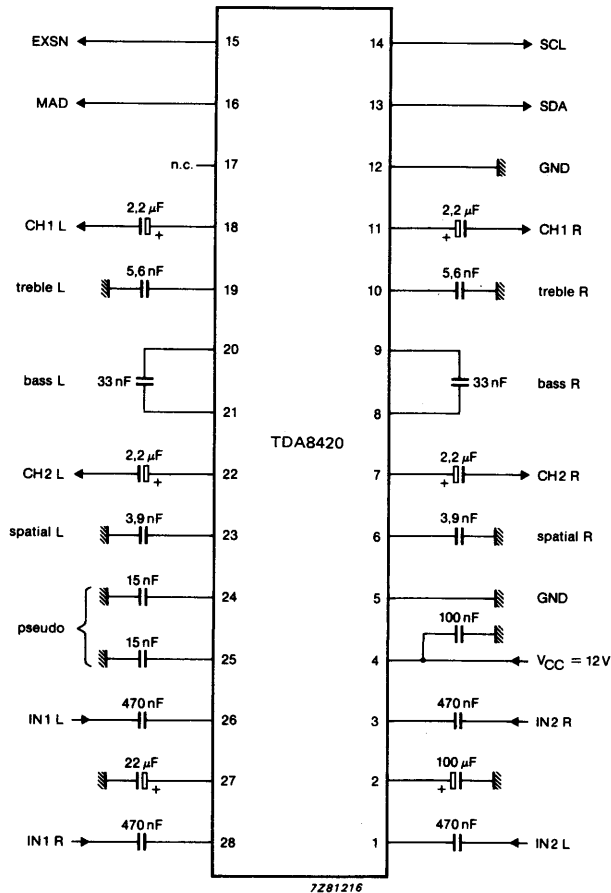 EXSN 15 14 SCL
MAD 16 13 SDA
n.c. 17 12 GND
2,2 μF 2,2 μF
CH1 L + 18 11 + CH1 R
5,6 nF 5,6 nF
treble L 19 10 treble R
20 9
bass L 33 nF 33 nF bass R
21 8
TDA8420
2,2 μF 2,2 μF
CH2 L + 22 7 + CH2 R
3,9 nF 3,9 nF
spatial L 23 6 spatial R
15 nF
24 5 GND
pseudo 100 nF
15 nF
25 4 VCC = 12V
470 nF 470 nF
IN1 L 26 3 IN2 R
22 μF 100 μF
+ 27 2 +
470 nF 470 nF
IN1 R 28 1 IN2 L
7Z81216